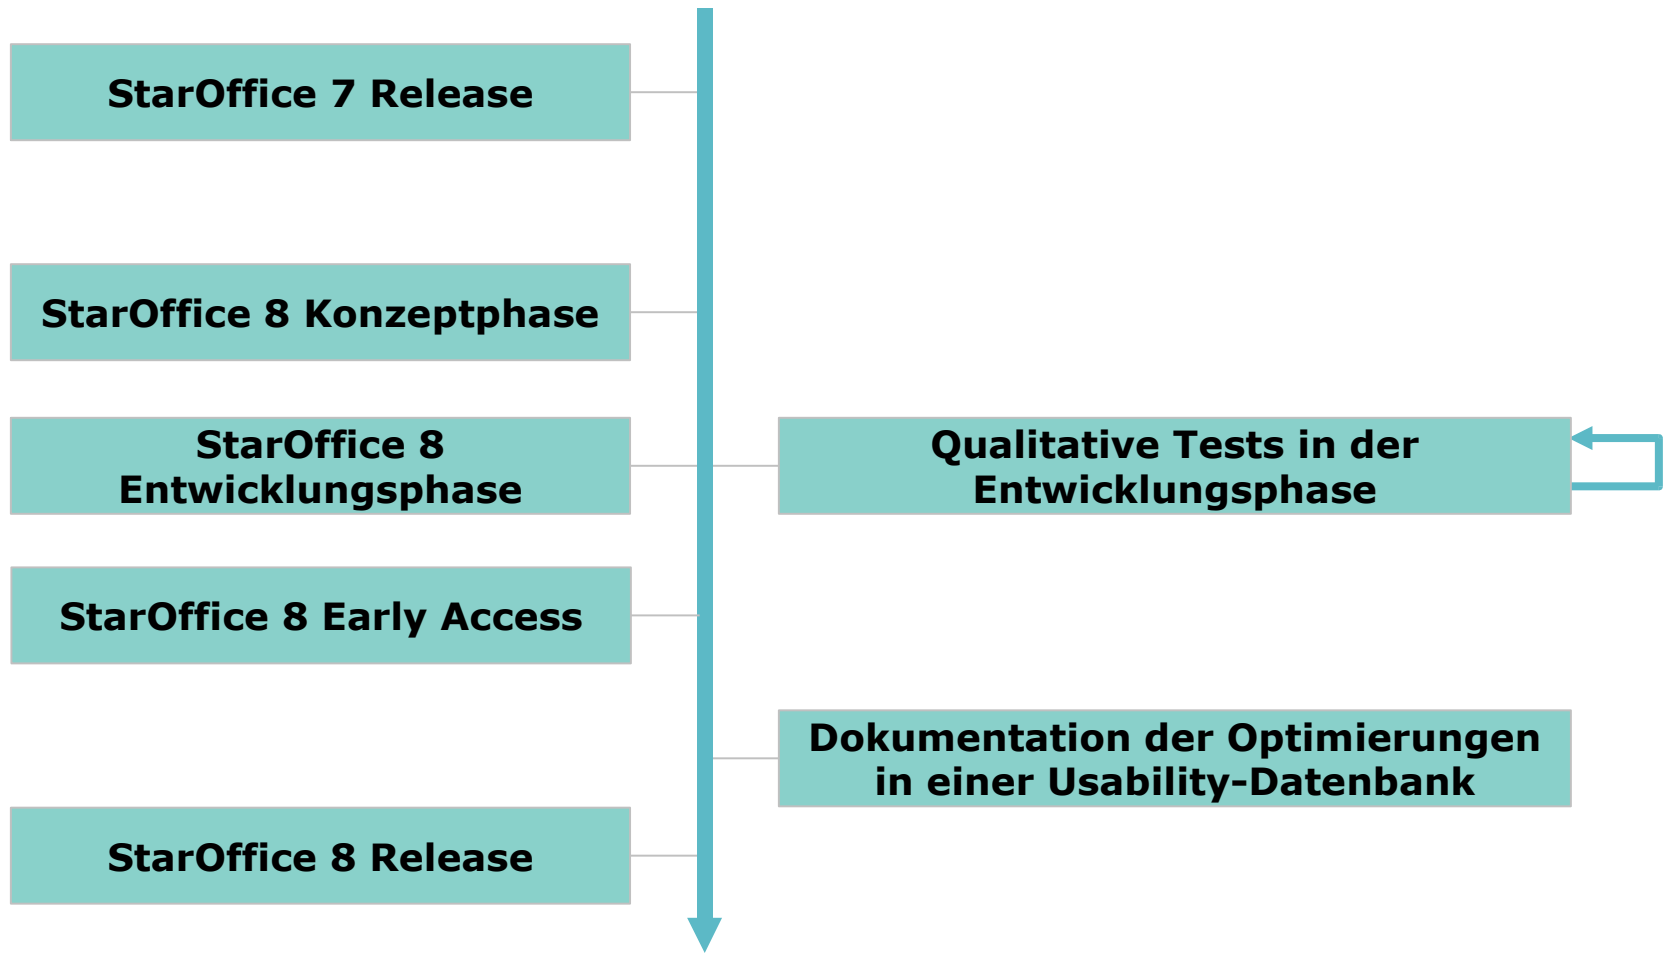 StarOffice 7 Release
StarOffice 8 Konzeptphase
StarOffice 8
Entwicklungsphase
Qualitative Tests in der
Entwicklungsphase
StarOffice 8 Early Access
Dokumentation der Optimierungen
in einer Usability-Datenbank
StarOffice 8 Release